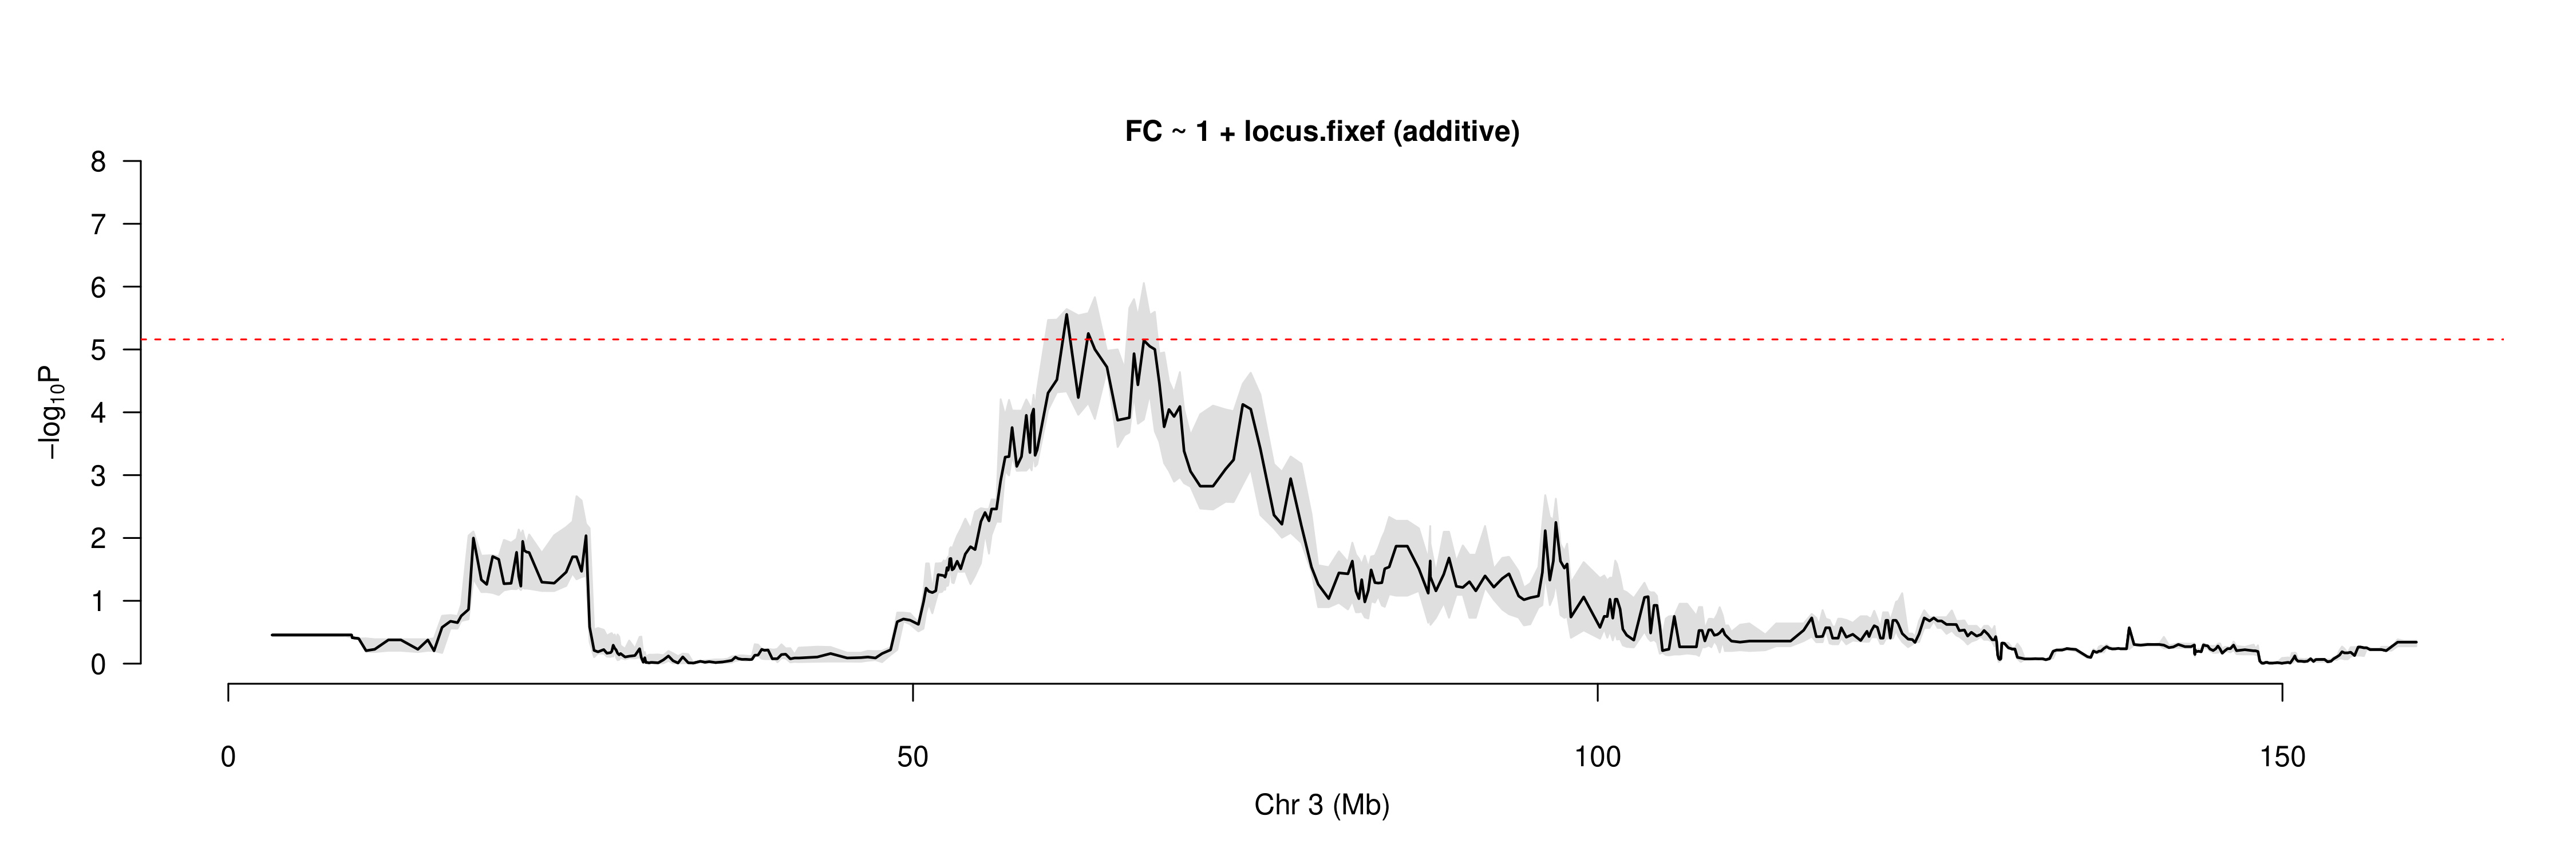 FC ~ 1 + locus.fixef (additive)
8
7
6
5
4
3
2
1
0
−log₁₀P
0 50 100 150
Chr 3 (Mb)